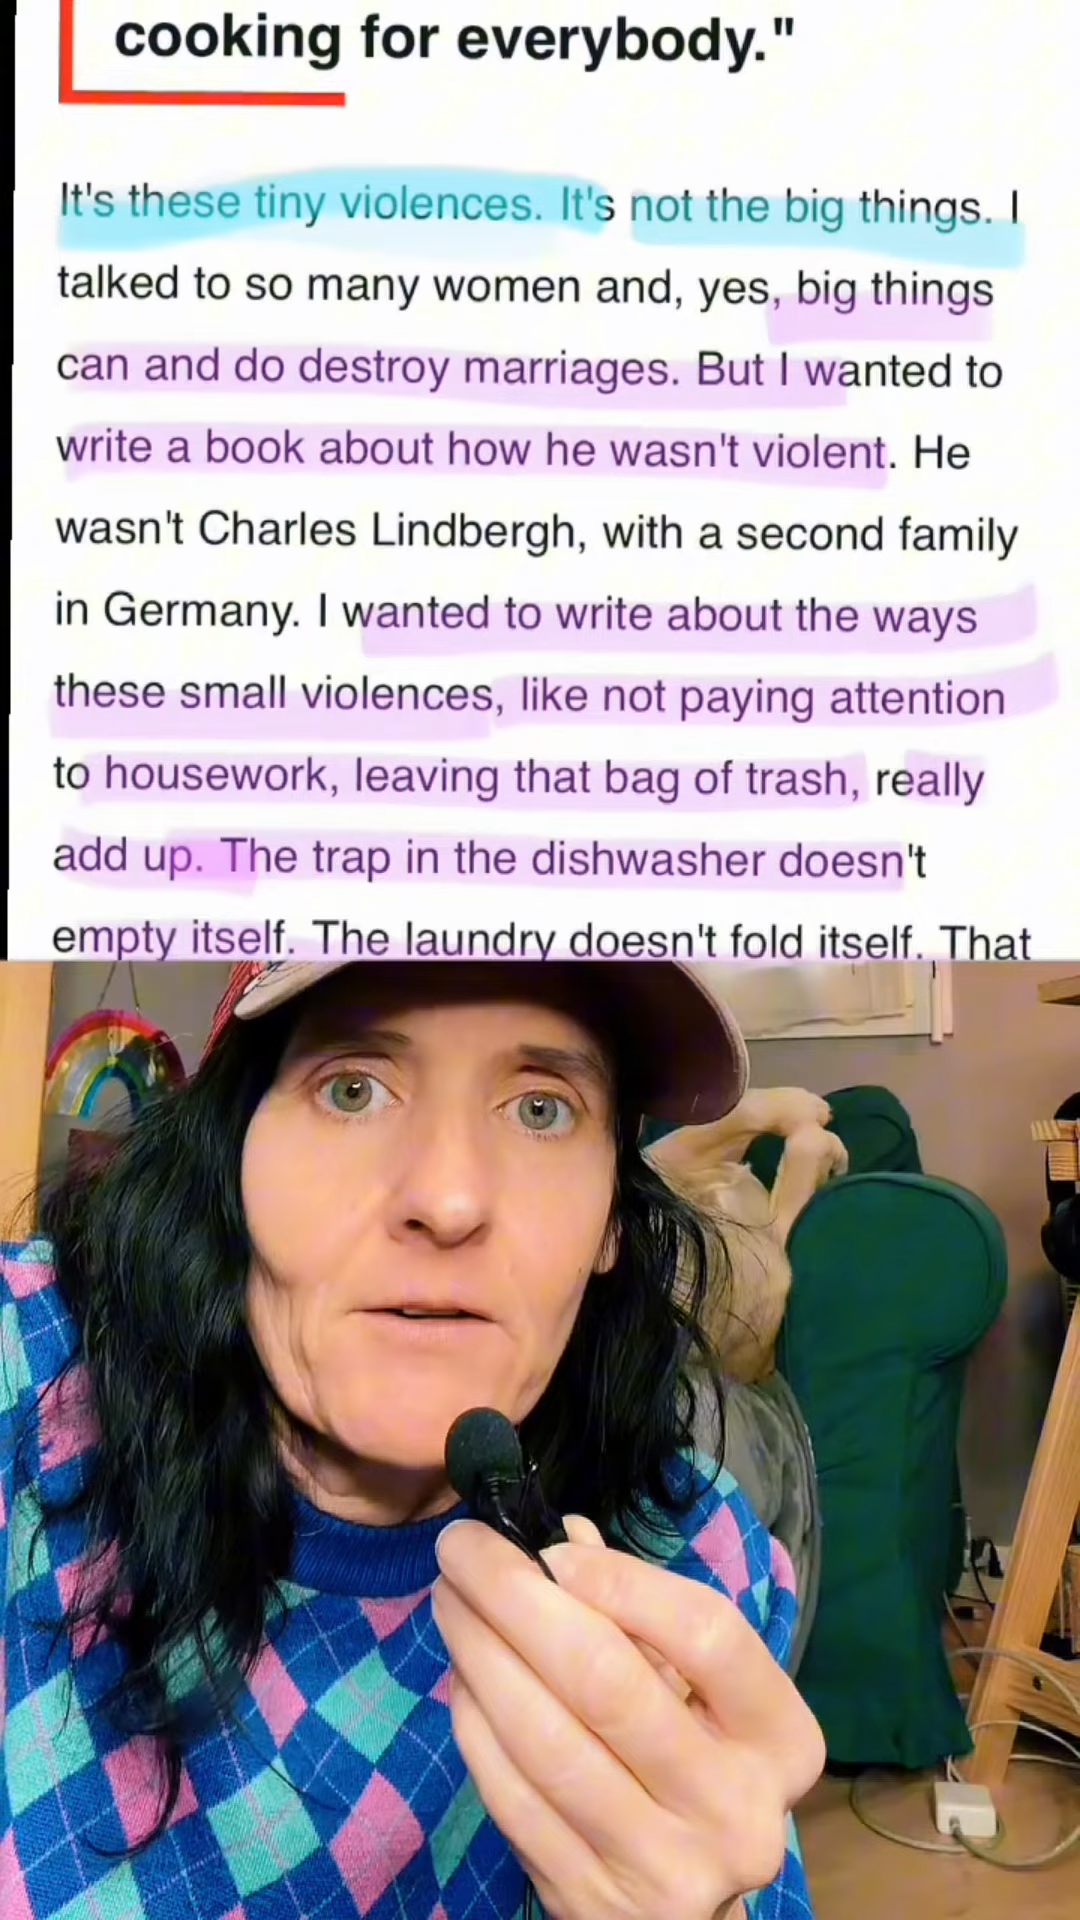 cooking for everybody."
It's these tiny violences. It's not the big things. I
talked to so many women and, yes, big things
can and do destroy marriages. But I wanted to
write a book about how he wasn't violent. He
wasn't Charles Lindbergh, with a second family
in Germany. I wanted to write about the ways
these small violences, like not paying attention
to housework, leaving that bag of trash, really
add up. The trap in the dishwasher doesn't
empty itself. The laundry doesn't fold itself. That